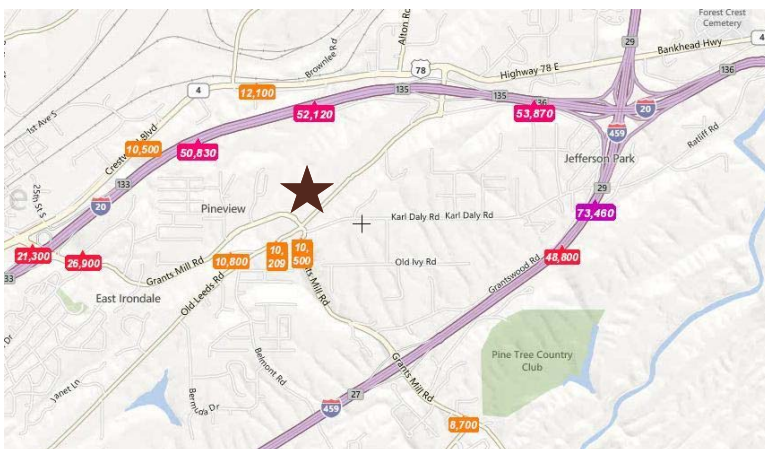 Forest Crest
Cemetery
29
Bankhead Hwy
4
Alton Rd
Brownlee Rd
78
Highway 78 E
136
4
12,100
135
135
136
20
1st Ave S
52,120
53,870
459
Ratliff Rd
10,500
Crestwood Blvd
50,830
Jefferson Park
133
29
25th St S
e
20
Pineview
Karl Daly Rd
Karl Daly Rd
73,460
21,300
26,900
10,800
10,
209
10,
500
Old Ivy Rd
48,800
33
Grants Mill Rd
Old Leeds Rd
nts Mill Rd
Grantswood Rd
East Irondale
Dr
Pine Tree Country
Club
Belmont Rd
Grants Mill Rd
Janet Ln
Bermuda Dr
27
459
8,700